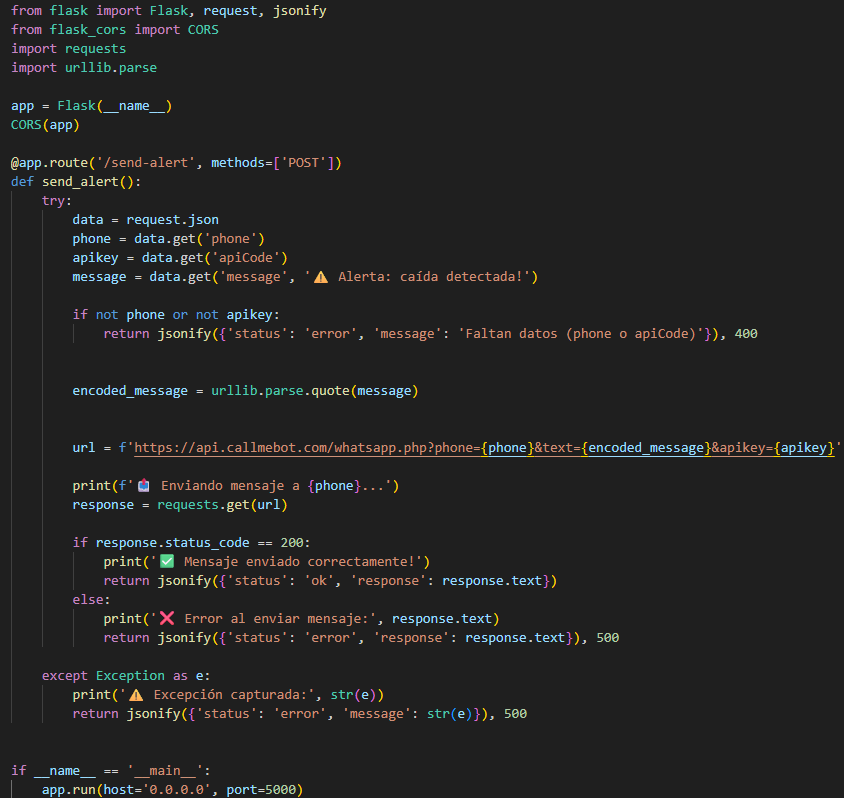 from flask import Flask, request, jsonify
from flask_cors import CORS
import requests
import urllib.parse

app = Flask(__name__)
CORS(app)

@app.route('/send-alert', methods=['POST'])
def send_alert():
    try:
        data = request.json
        phone = data.get('phone')
        apikey = data.get('apiCode')
        message = data.get('message', '⚠️ Alerta: caída detectada!')

        if not phone or not apikey:
            return jsonify({'status': 'error', 'message': 'Faltan datos (phone o apiCode)'}), 400


        encoded_message = urllib.parse.quote(message)


        url = f'https://api.callmebot.com/whatsapp.php?phone={phone}&text={encoded_message}&apikey={apikey}'

        print(f'📤 Enviando mensaje a {phone}...')
        response = requests.get(url)

        if response.status_code == 200:
            print('✅ Mensaje enviado correctamente!')
            return jsonify({'status': 'ok', 'response': response.text})
        else:
            print('❌ Error al enviar mensaje:', response.text)
            return jsonify({'status': 'error', 'response': response.text}), 500

    except Exception as e:
        print('⚠️ Excepción capturada:', str(e))
        return jsonify({'status': 'error', 'message': str(e)}), 500


if __name__ == '__main__':
    app.run(host='0.0.0.0', port=5000)